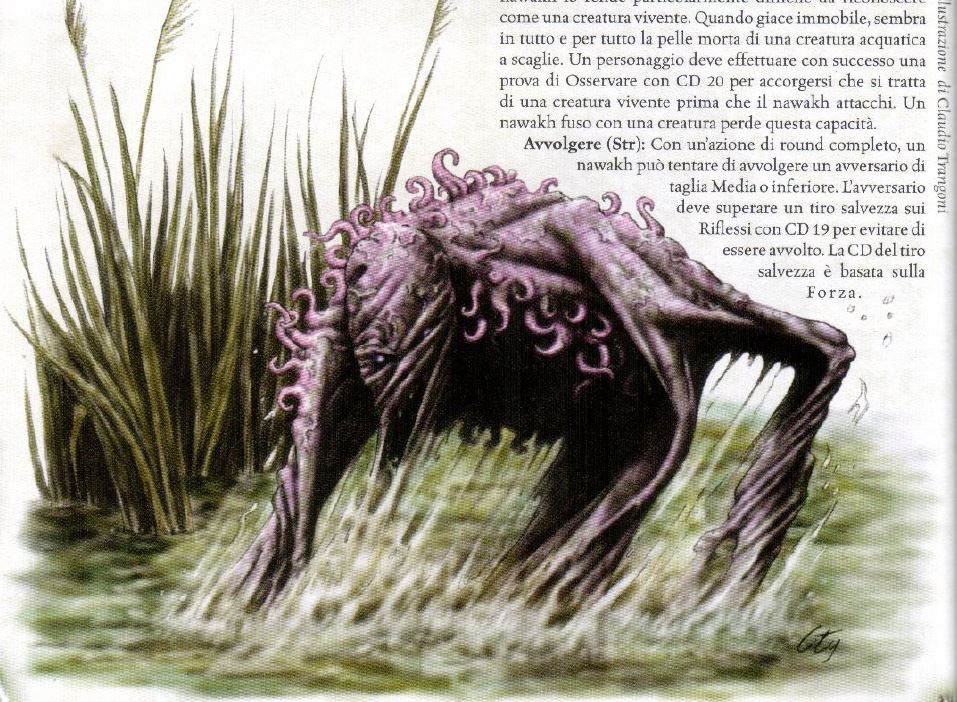 come una creatura vivente. Quando giace immobile, sembra
in tutto e per tutto la pelle morta di una creatura acquatica
a scaglie. Un personaggio deve effettuare con successo una
prova di Osservare con CD 20 per accorgersi che si tratta
di una creatura vivente prima che il nawakh attacchi. Un
nawakh fuso con una creatura perde questa capacità.
Avvolgere (Str): Con un'azione di round completo, un
nawakh può tentare di avvolgere un avversario di
taglia Media o inferiore. L'avversario
deve superare un tiro salvezza sui
Riflessi con CD 19 per evitare di
essere avvolto. La CD del tiro
salvezza è basata sulla
Forza.
Illustrazione di Claudio Trangoni